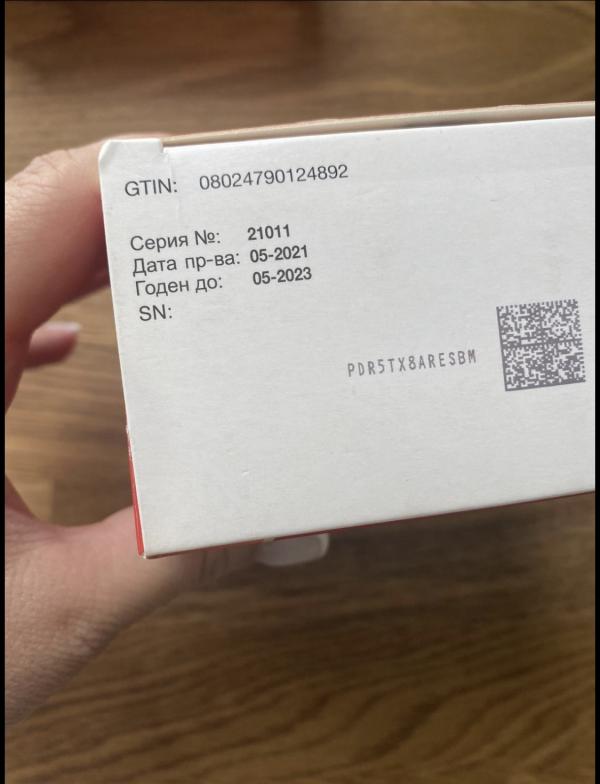 GTIN: 08024790124892
Серия №: 21011
Дата пр-ва: 05-2021
Годен до: 05-2023
SN:
PDR5TX8ARESBM